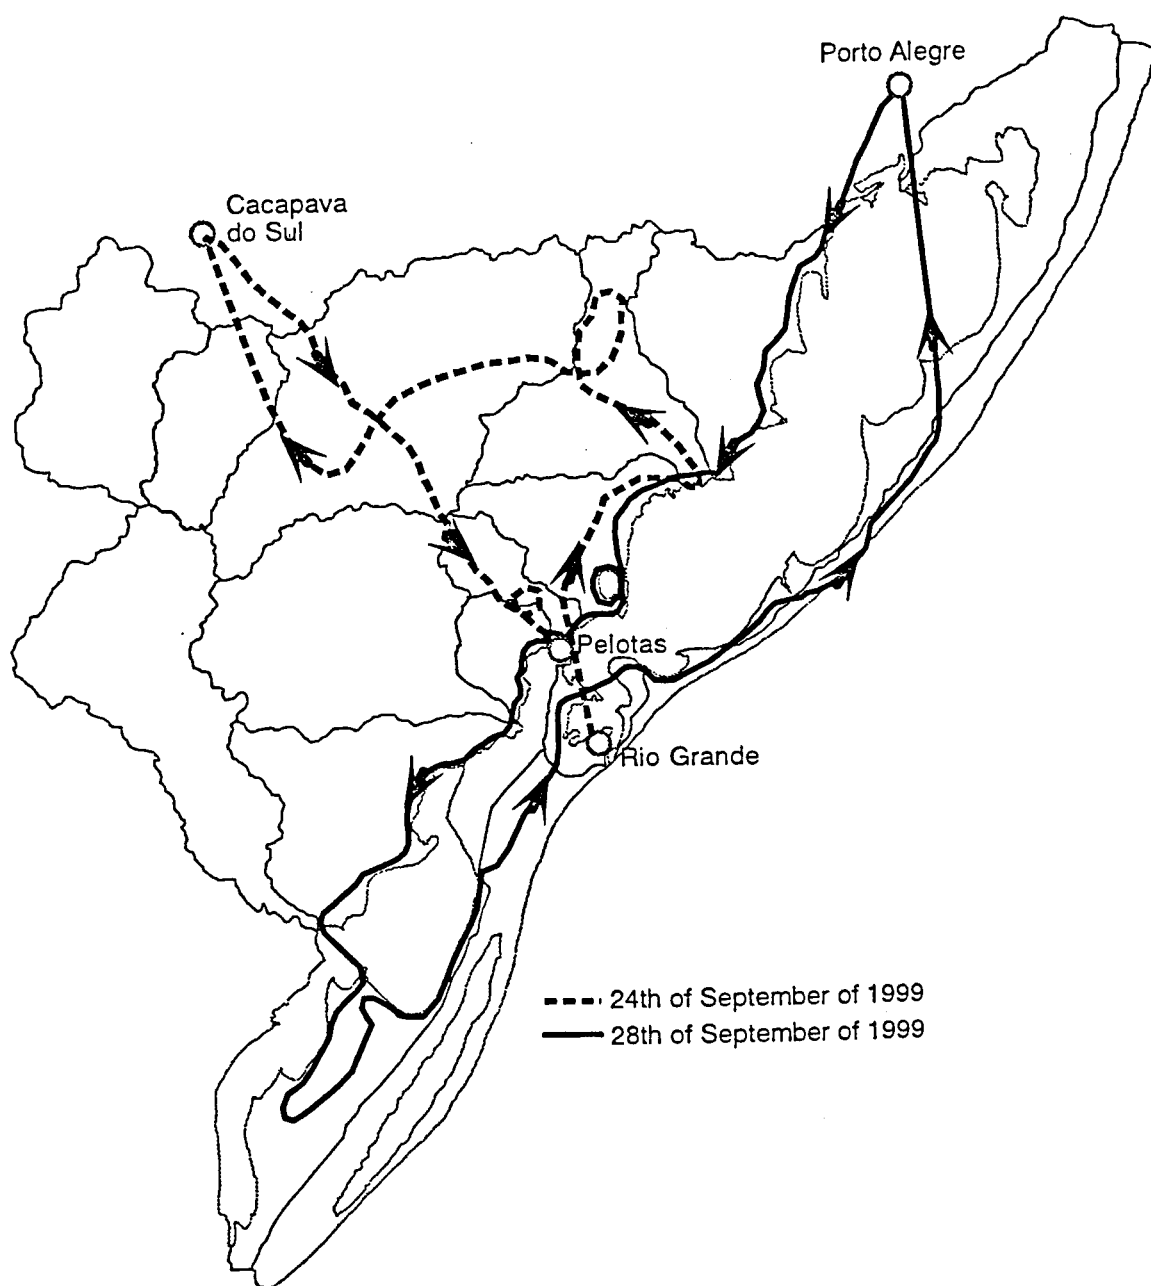 Porto Alegre
Cacapava
do Sul
Pelotas
Rio Grande
24th of September of 1999
28th of September of 1999